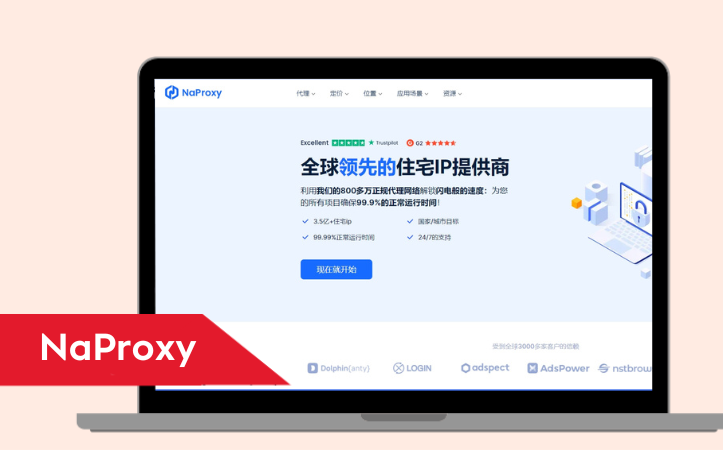 NaProxy
代理 定价 位置 应用场景 资源
Excellent Trustpilot G2
全球领先的住宅IP提供商
利用我们的800多万正规代理网络解锁闪电般的速度：为您
的所有项目确保99.9%的正常运行时间！
3.5亿+住宅ip 国家/城市目标
99.99%正常运行时间 24/7的支持
现在就开始
受到全球3000多家客户的信赖
NaProxy
Dolphin{anty} LOGIN adspect AdsPower nstbrow